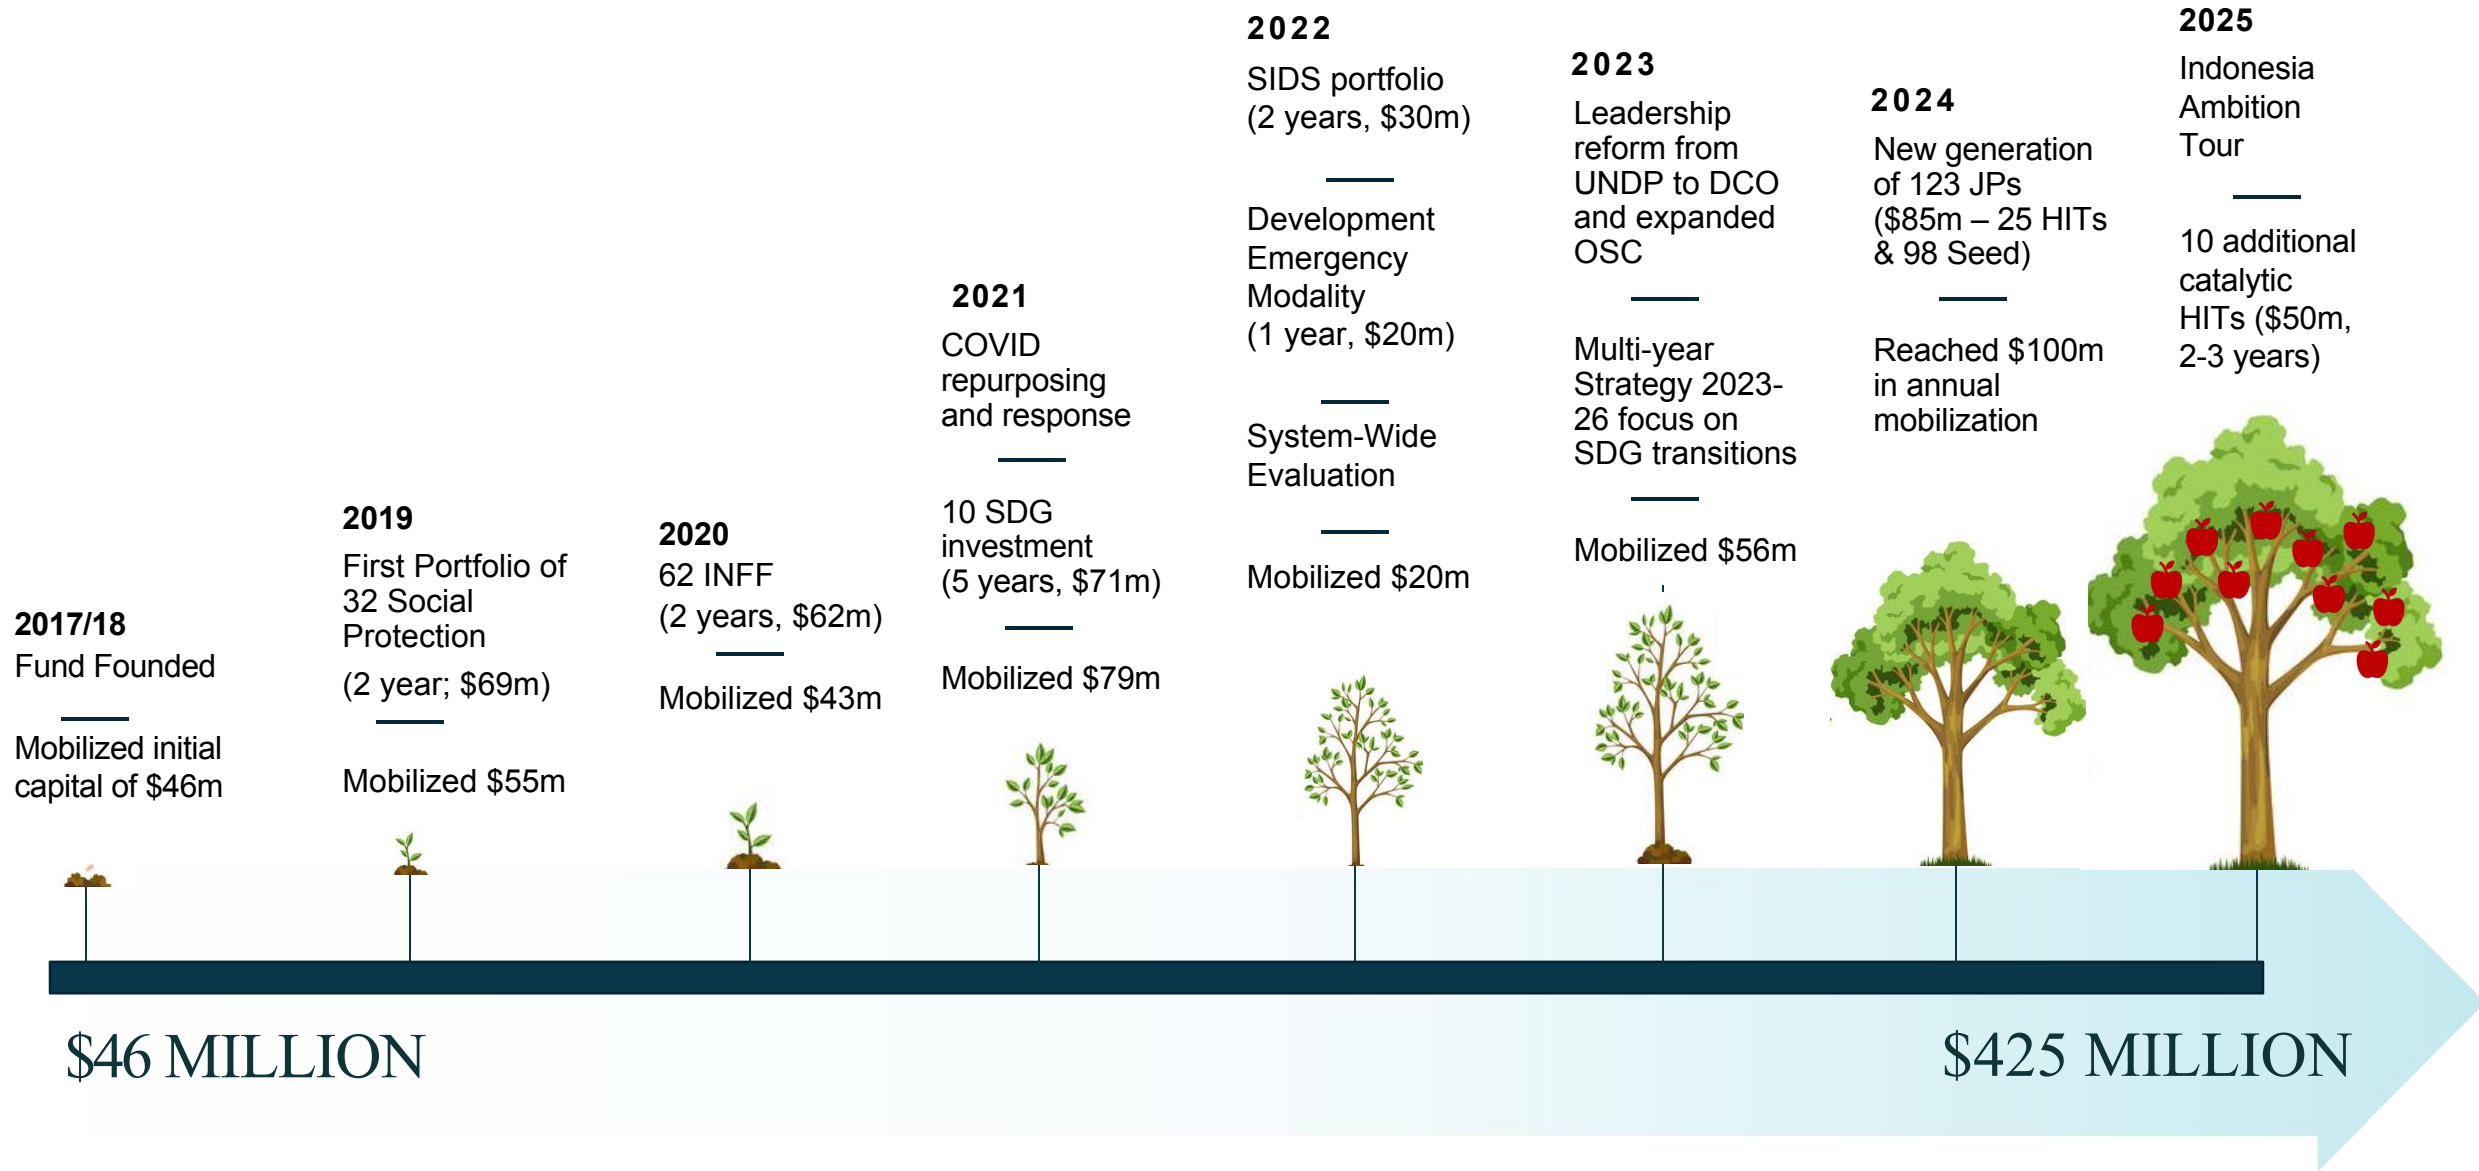 2017/18
Fund Founded
Mobilized initial
capital of $46m
2019
First Portfolio of
32 Social
Protection
(2 year; $69m)
Mobilized $55m
2020
62 INFF
(2 years, $62m)
Mobilized $43m
2021
COVID
repurposing
and response
10 SDG
investment
(5 years, $71m)
Mobilized $79m
2022
SIDS portfolio
(2 years, $30m)
Development
Emergency
Modality
(1 year, $20m)
System-Wide
Evaluation
Mobilized $20m
2023
Leadership
reform from
UNDP to DCO
and expanded
OSC
Multi-year
Strategy 2023-
26 focus on
SDG transitions
Mobilized $56m
2024
New generation
of 123 JPs
($85m – 25 HITs
& 98 Seed)
Reached $100m
in annual
mobilization
2025
Indonesia
Ambition
Tour
10 additional
catalytic
HITs ($50m,
2-3 years)
$46 MILLION
$425 MILLION